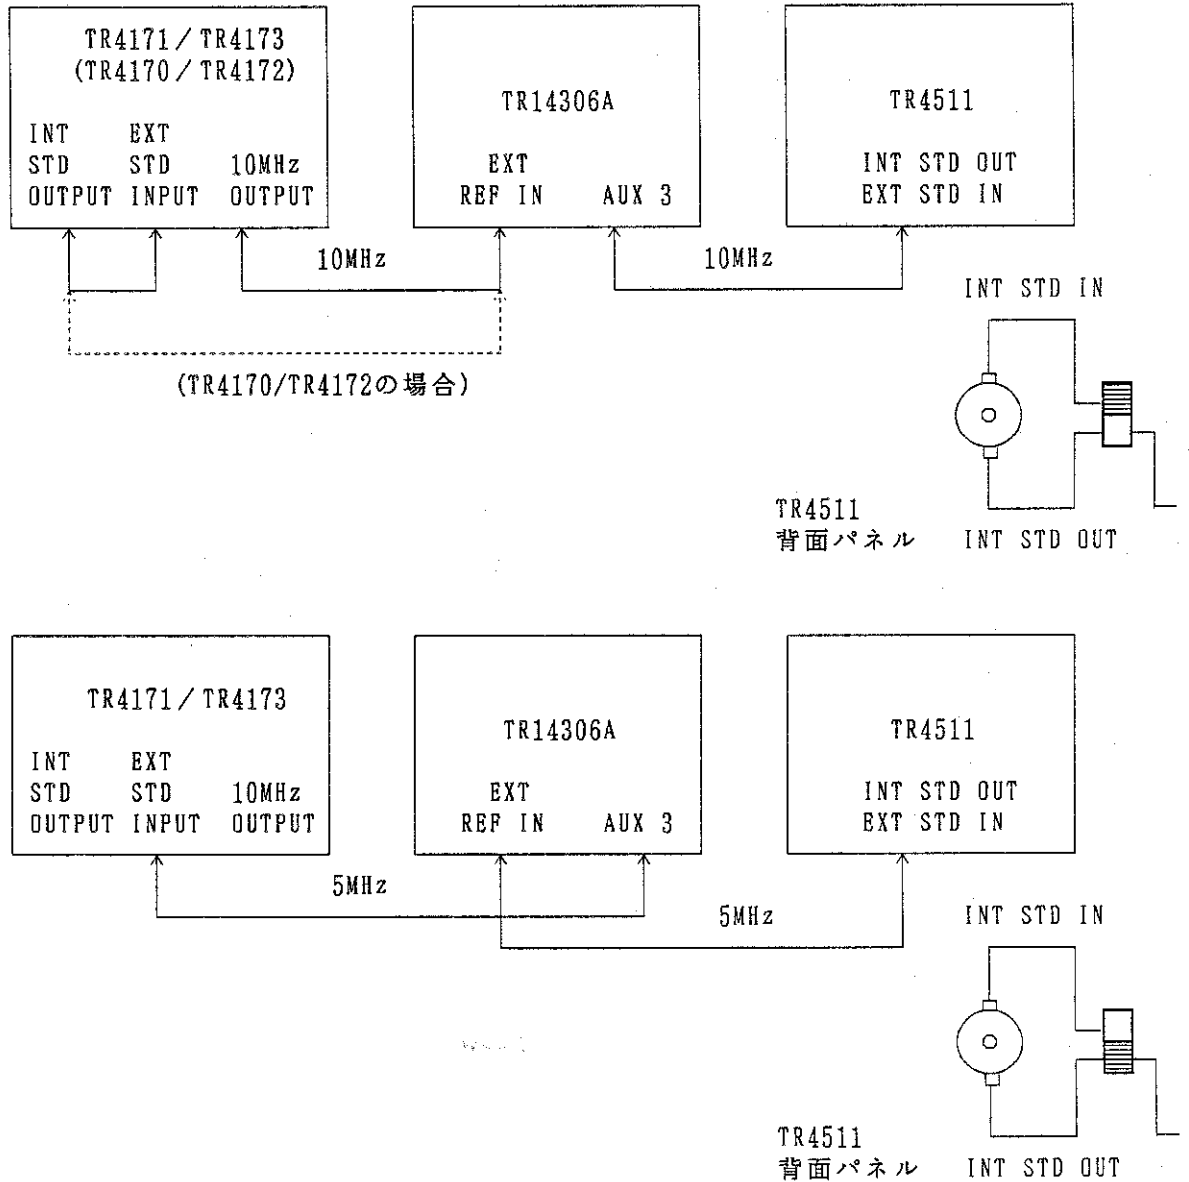 TR4171／TR4173
(TR4170／TR4172)
INT EXT
STD STD 10MHz
OUTPUT INPUT OUTPUT
TR14306A
EXT
REF IN AUX 3
TR4511
INT STD OUT
EXT STD IN
10MHz
10MHz
(TR4170/TR4172の場合)
INT STD IN
TR4511
背面パネル
INT STD OUT
TR4171／TR4173
INT EXT
STD STD 10MHz
OUTPUT INPUT OUTPUT
TR14306A
EXT
REF IN AUX 3
TR4511
INT STD OUT
EXT STD IN
5MHz
5MHz
INT STD IN
TR4511
背面パネル
INT STD OUT